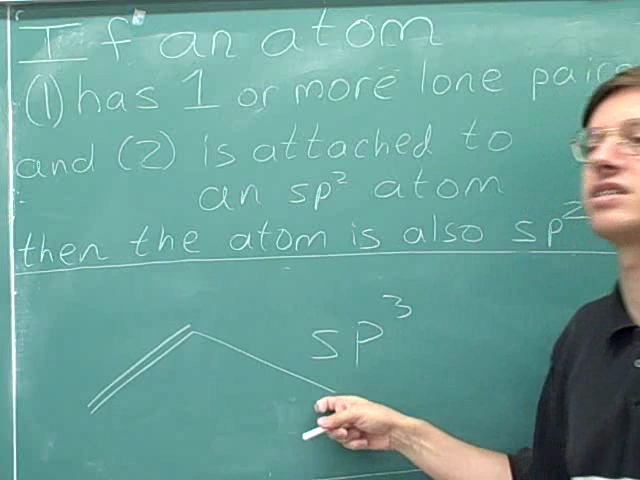 If an atom
(1) has 1 or more lone pairs
and (2) is attached to
an sp² atom
then the atom is also sp²
sp³